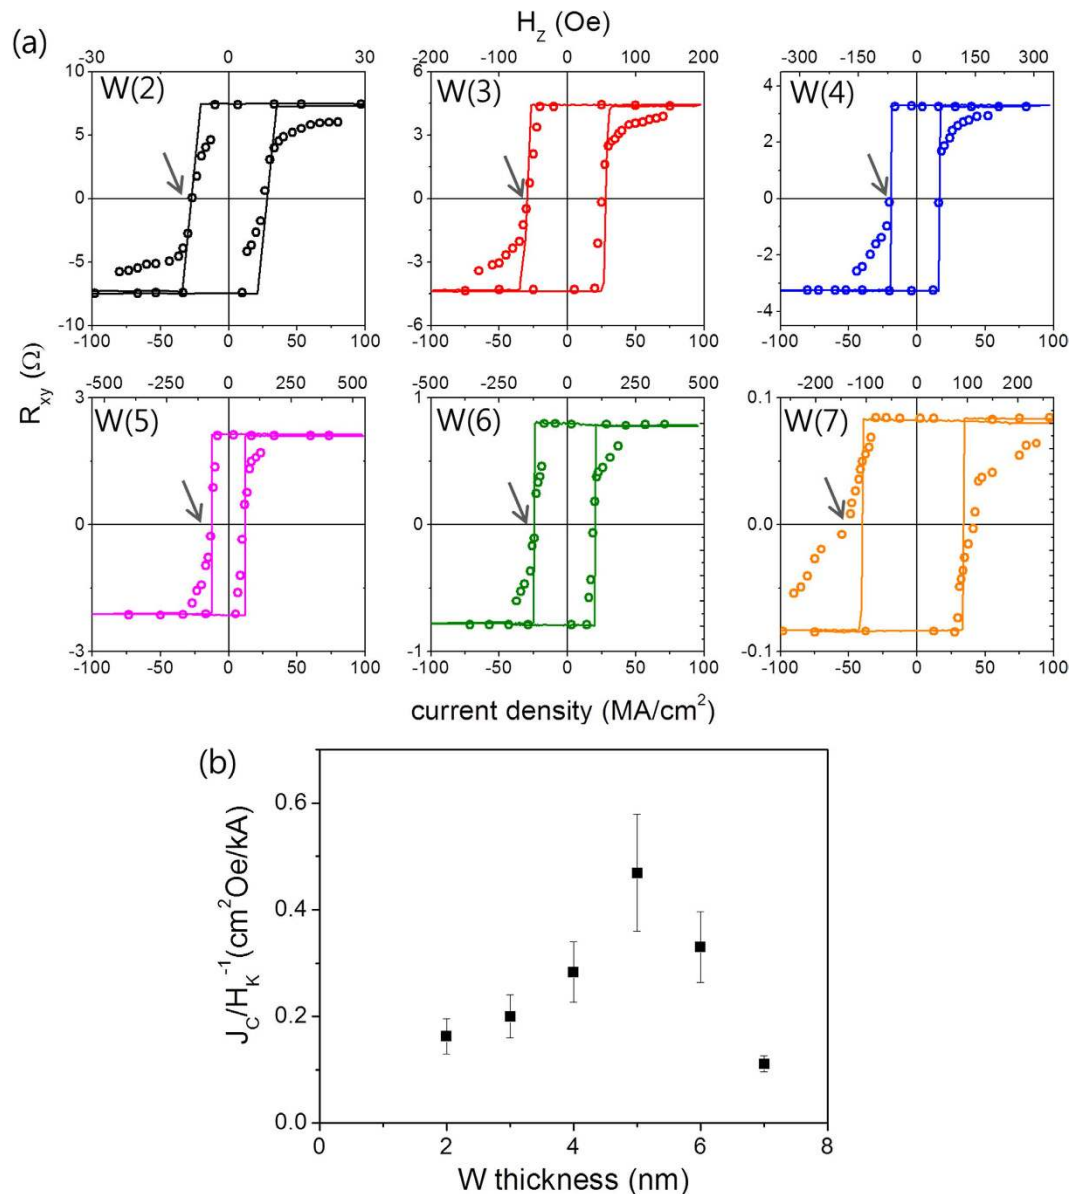 (a)
H_Z (Oe)
-30 0 30
-200 -100 0 100 200
-300 -150 0 150 300
W(2)
W(3)
W(4)
10
5
0
-5
-10
6
3
0
-3
-6
4
2
0
-2
-4
-100 -50 0 50 100
-100 -50 0 50 100
-100 -50 0 50 100
R_xy (Ω)
-500 -250 0 250 500
-500 -250 0 250 500
-200 -100 0 100 200
W(5)
W(6)
W(7)
3
0
-3
1
0
-1
0.1
0.0
-0.1
-100 -50 0 50 100
-100 -50 0 50 100
-100 -50 0 50 100
current density (MA/cm²)
(b)
J_C/H_K⁻¹(cm²Oe/kA)
0.6
0.4
0.2
0.0
0 2 4 6 8
W thickness (nm)